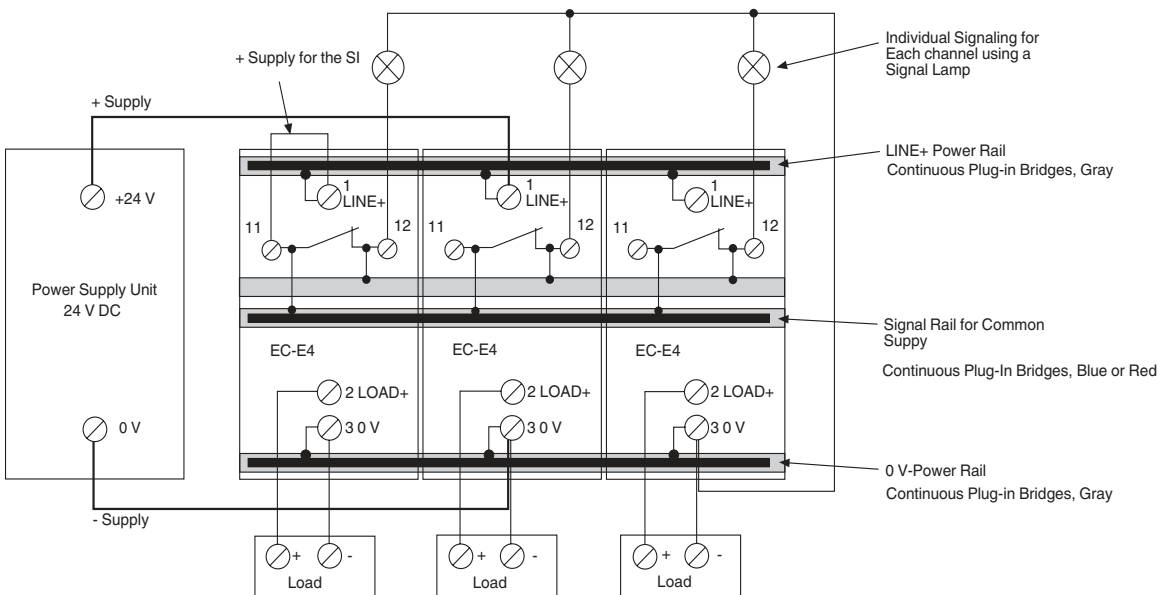 Individual Signaling for
Each channel using a
Signal Lamp
+ Supply for the SI
+ Supply
LINE+ Power Rail
Continuous Plug-in Bridges, Gray
+24 V
1
LINE+
1
LINE+
1
LINE+
11
12
11
12
11
12
Power Supply Unit
24 V DC
Signal Rail for Common
Suppy
Continuous Plug-In Bridges, Blue or Red
EC-E4
EC-E4
EC-E4
2 LOAD+
2 LOAD+
2 LOAD+
0 V
3 0 V
3 0 V
3 0 V
0 V-Power Rail
Continuous Plug-in Bridges, Gray
- Supply
+ -
+ -
+ -
Load
Load
Load